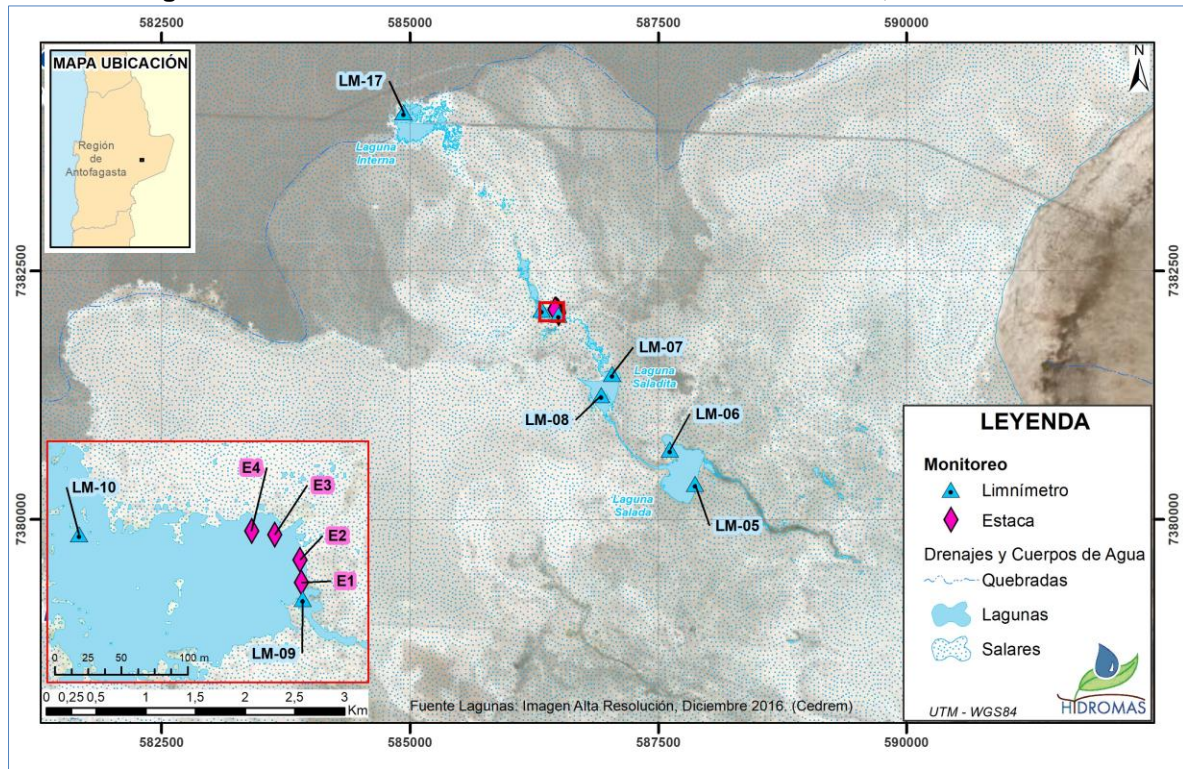 582500 585000 587500 590000
MAPA UBICACIÓN
Región
de
Antofagasta
N
LM-17
Laguna
Interna
7382500
7382500
LM-07
Laguna
Saladita
LM-08
LM-06
Laguna
Salada
LM-05
7380000
7380000
E4
E3
LM-10
E2
E1
LM-09
0 25 50 100 m
0 0,25 0,5 1 1,5 2 2,5 3
Km
Fuente Lagunas: Imagen Alta Resolución, Diciembre 2016. (Cedrem)
LEYENDA
Monitoreo
Limnímetro
Estaca
Drenajes y Cuerpos de Agua
Quebradas
Lagunas
Salares
UTM - WGS84
HIDROMAS
582500 585000 587500 590000